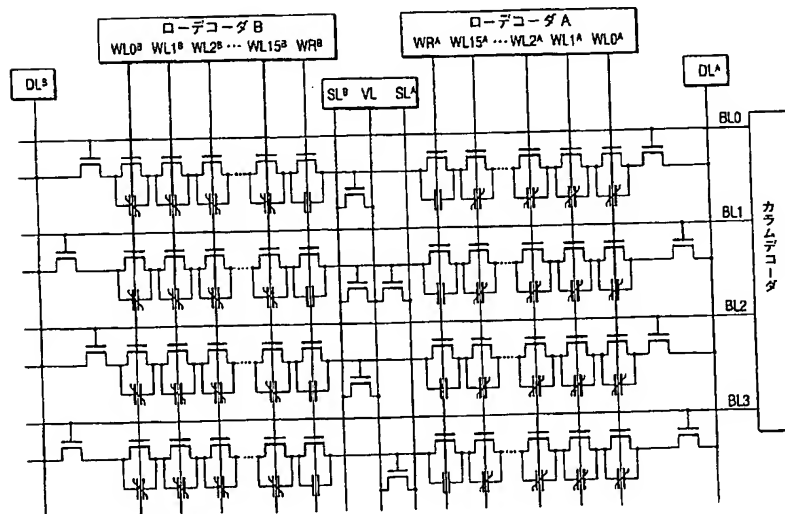 ローデコーダ B
WL0ᴮ WL1ᴮ WL2ᴮ … WL15ᴮ WRᴮ
ローデコーダ A
WRᴬ WL15ᴬ … WL2ᴬ WL1ᴬ WL0ᴬ
DLᴮ
SLᴮ VL SLᴬ
DLᴬ
BL0
BL1
BL2
BL3
カラムデコーダ